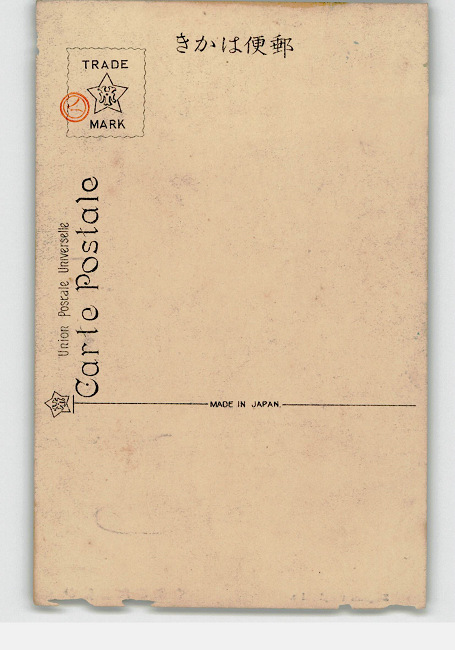 きかは便郵
TRADE
MARK
Carte Postale
Union Postale Universelle
MADE IN JAPAN.